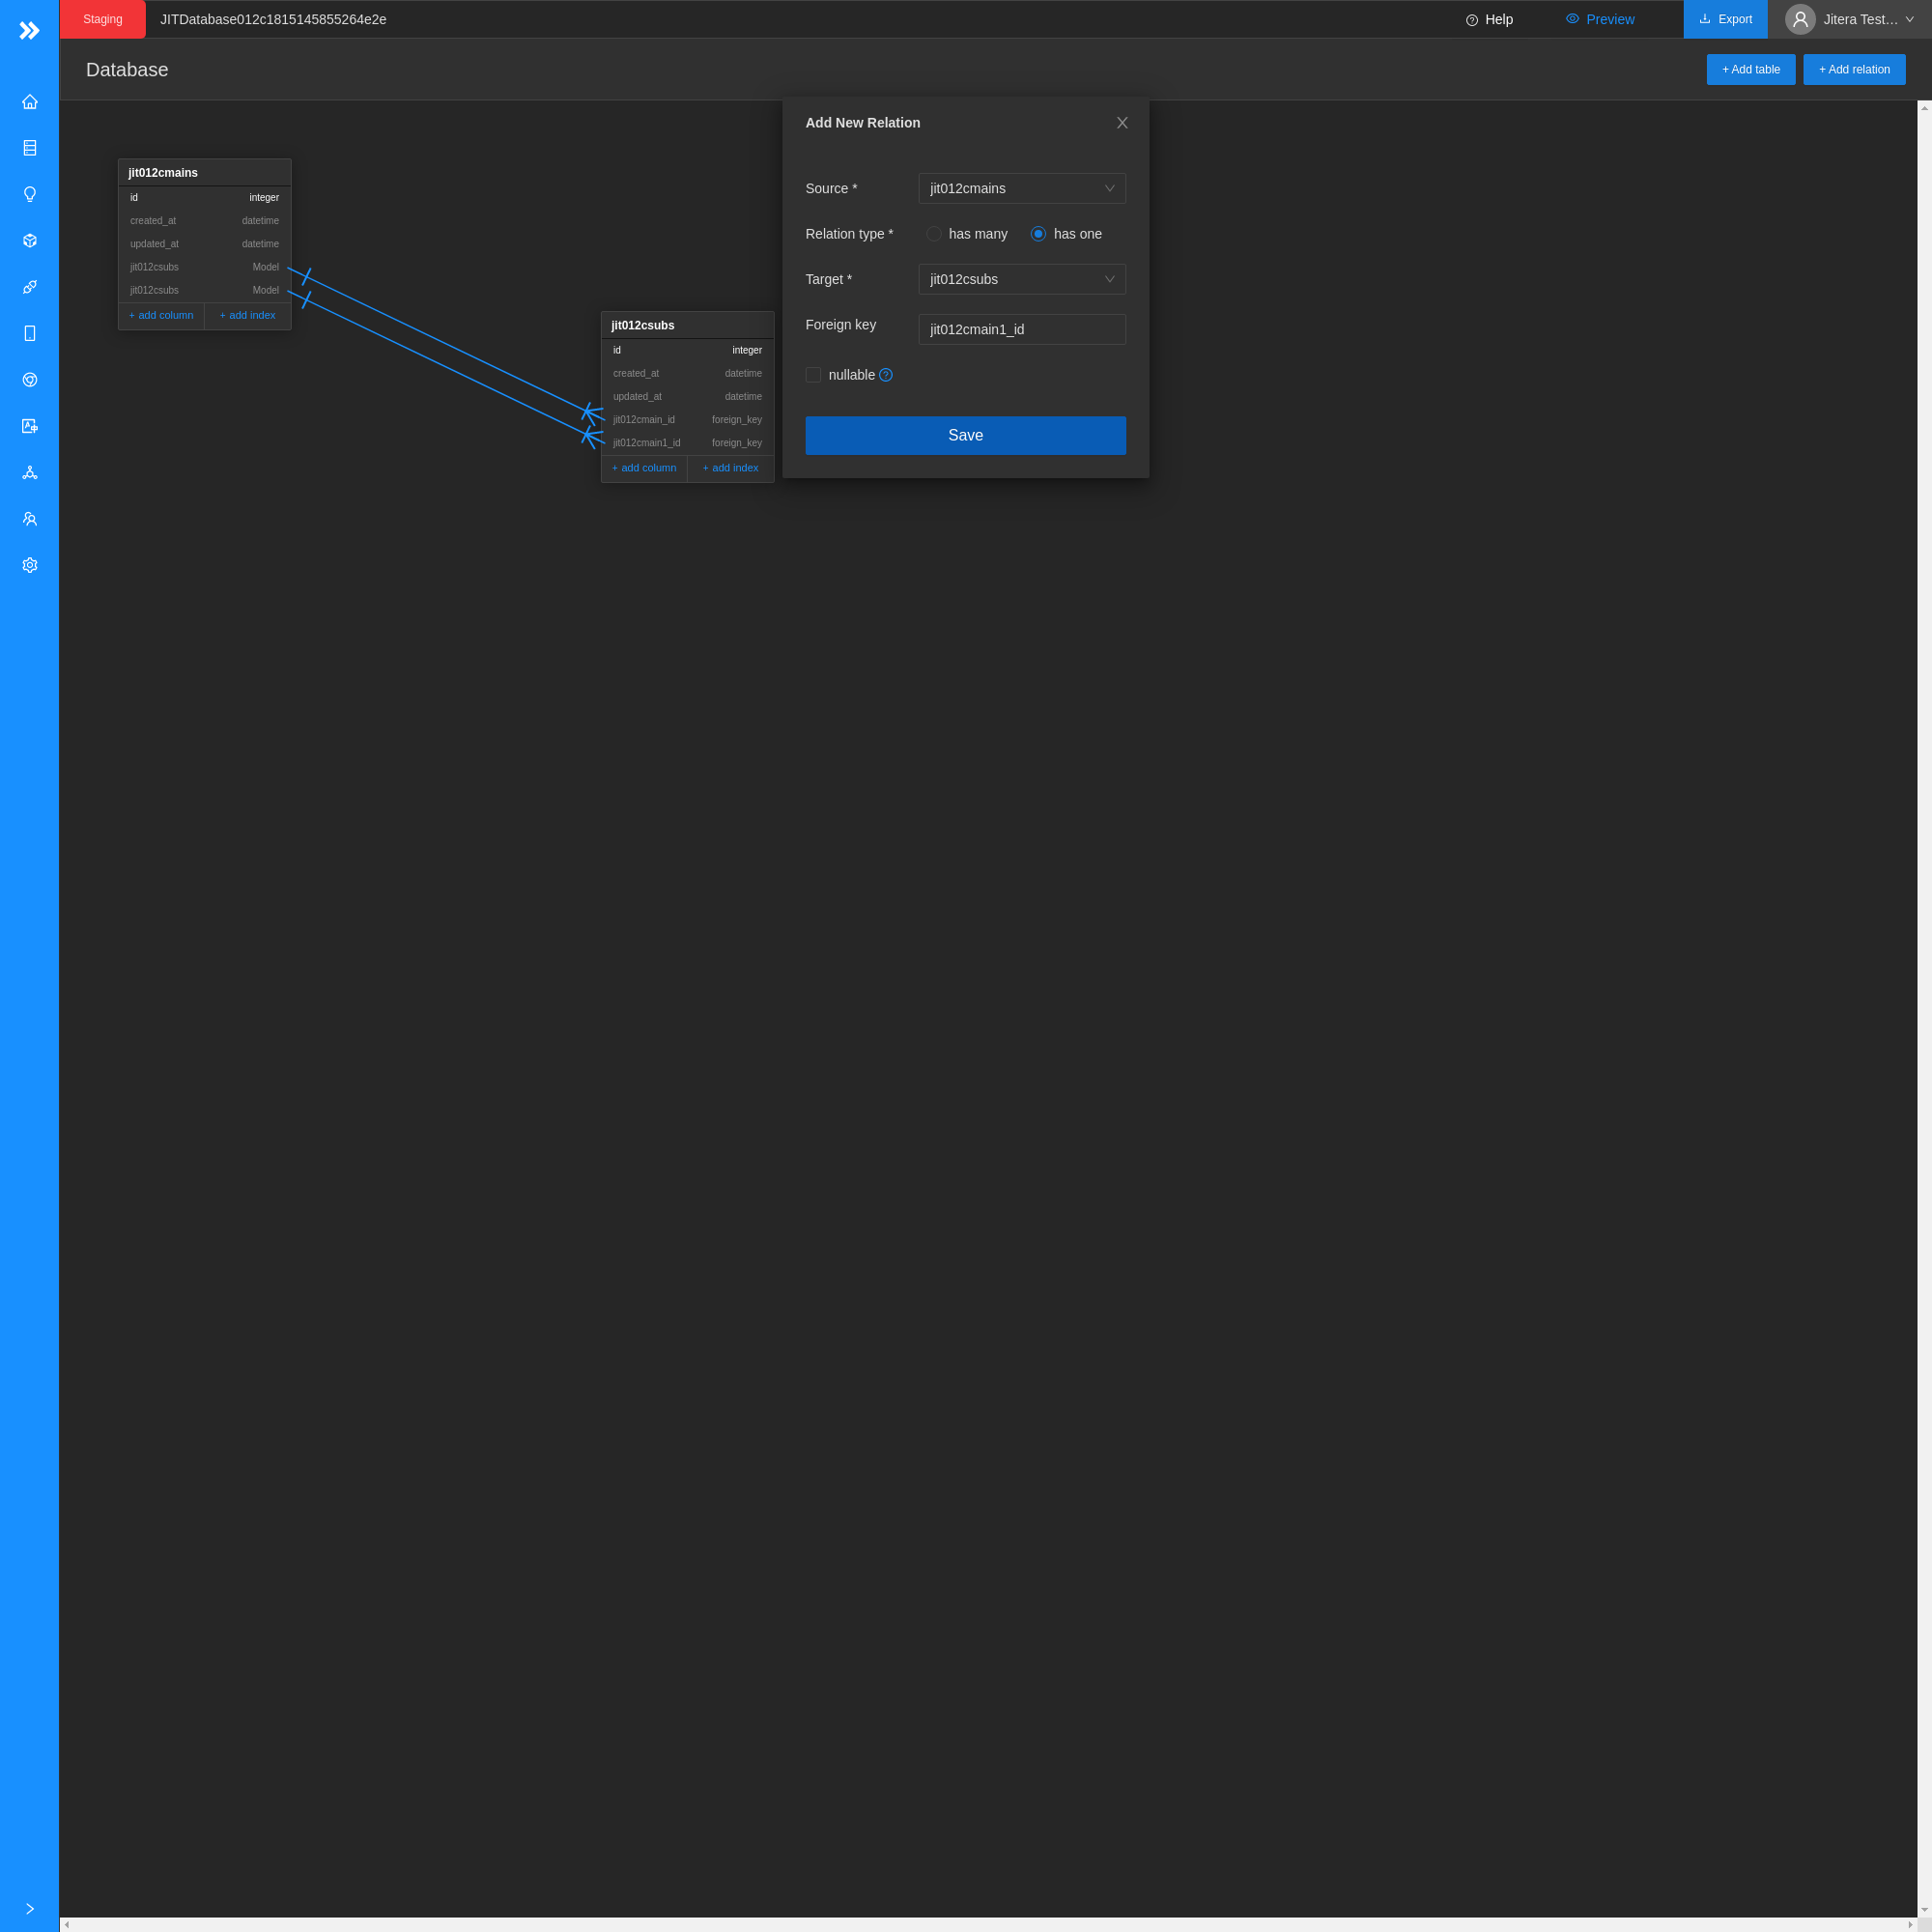 Staging JITDatabase012c1815145855264e2e Help Preview Export Jitera Test…
Database + Add table + Add relation
jit012cmains
id integer
created_at datetime
updated_at datetime
jit012csubs Model
jit012csubs Model
+ add column + add index
jit012csubs
id integer
created_at datetime
updated_at datetime
jit012cmain_id foreign_key
jit012cmain1_id foreign_key
+ add column + add index
Add New Relation
Source * jit012cmains
Relation type * has many has one
Target * jit012csubs
Foreign key jit012cmain1_id
nullable
Save